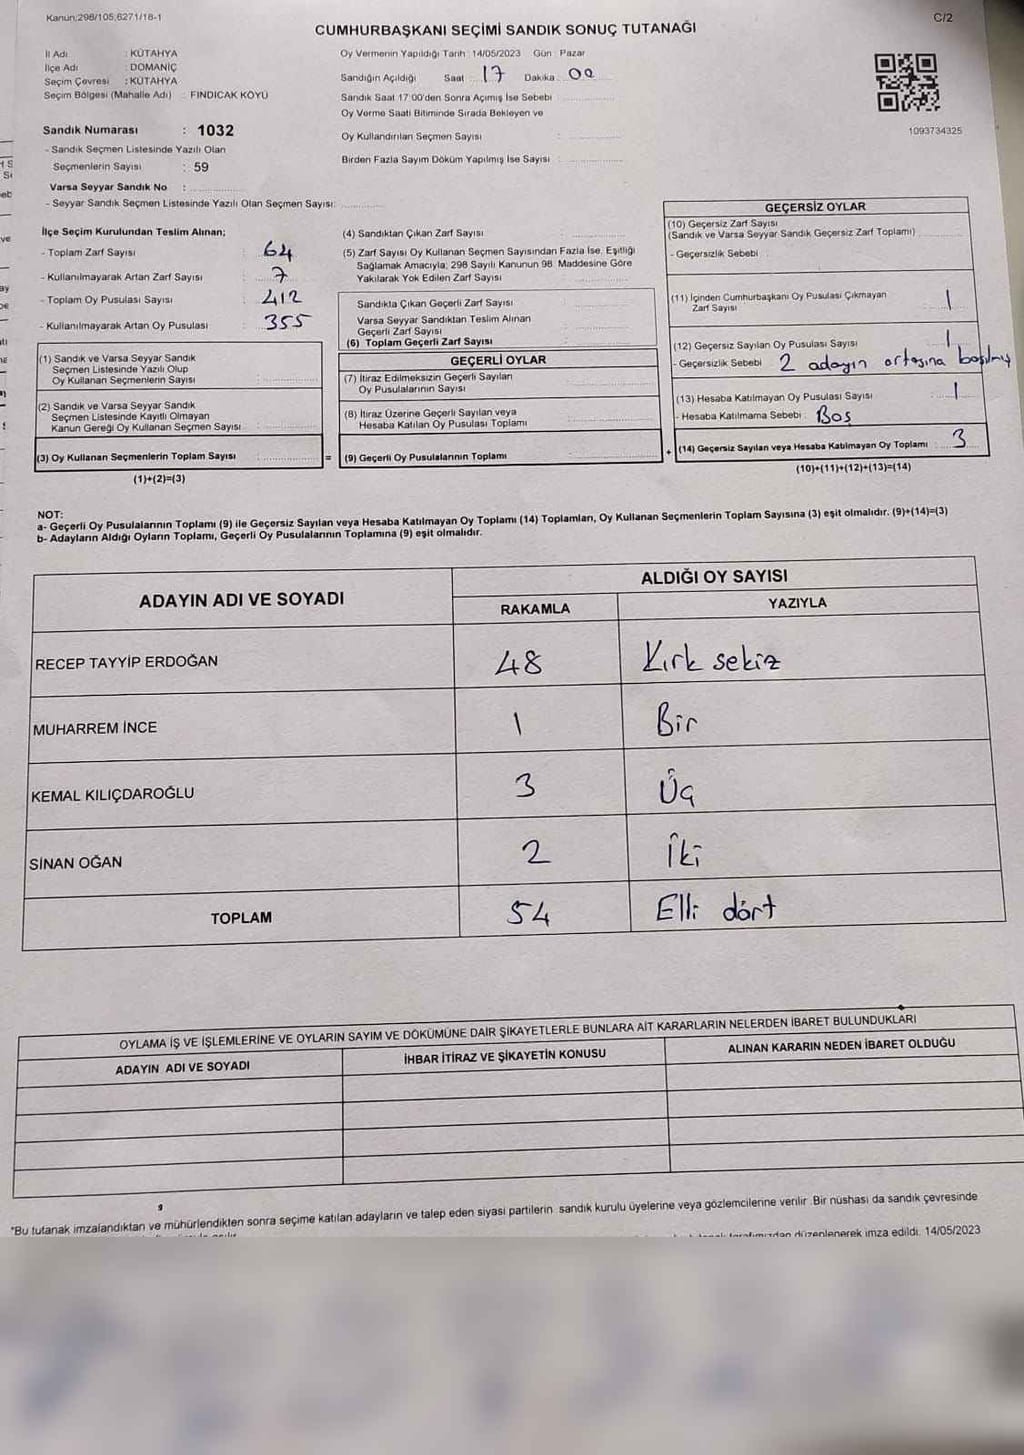 Kanun;298/105,6271/18-1
C/2
CUMHURBAŞKANI SEÇİMİ SANDIK SONUÇ TUTANAĞI
İl Adı : KÜTAHYA
İlçe Adı : DOMANİÇ
Seçim Çevresi : KÜTAHYA
Seçim Bölgesi (Mahalle Adı) : FINDICAK KÖYÜ
Sandık Numarası : 1032
- Sandık Seçmen Listesinde Yazılı Olan
Seçmenlerin Sayısı : 59
Varsa Seyyar Sandık No :
- Seyyar Sandık Seçmen Listesinde Yazılı Olan Seçmen Sayısı:
Oy Vermenin Yapıldığı Tarih : 14/05/2023 Gün : Pazar
Sandığın Açıldığı Saat : 17 Dakika 00
Sandık Saat 17:00'den Sonra Açımış İse Sebebi
Oy Verme Saati Bitiminde Sırada Bekleyen ve
Oy Kullandırılan Seçmen Sayısı :
Birden Fazla Sayım Döküm Yapılmış İse Sayısı :
1093734325
İlçe Seçim Kurulundan Teslim Alınan;
- Toplam Zarf Sayısı : 64
- Kullanılmayarak Artan Zarf Sayısı : 7
- Toplam Oy Pusulası Sayısı : 412
- Kullanılmayarak Artan Oy Pusulası : 355
(1) Sandık ve Varsa Seyyar Sandık
Seçmen Listesinde Yazılı Olup
Oy Kullanan Seçmenlerin Sayısı :
(2) Sandık ve Varsa Seyyar Sandık
Seçmen Listesinde Kayıtlı Olmayan
Kanun Gereği Oy Kullanan Seçmen Sayısı :
(3) Oy Kullanan Seçmenlerin Toplam Sayısı :
(1)+(2)=(3)
(4) Sandıktan Çıkan Zarf Sayısı :
(5) Zarf Sayısı Oy Kullanan Seçmen Sayısından Fazla İse, Eşitliği
Sağlamak Amacıyla; 298 Sayılı Kanunun 98. Maddesine Göre
Yakılarak Yok Edilen Zarf Sayısı :
Sandıkta Çıkan Geçerli Zarf Sayısı :
Varsa Seyyar Sandıktan Teslim Alınan
Geçerli Zarf Sayısı :
(6) Toplam Geçerli Zarf Sayısı :
GEÇERLİ OYLAR
(7) İtiraz Edilmeksizin Geçerli Sayılan
Oy Pusulalarının Sayısı :
(8) İtiraz Üzerine Geçerli Sayılan veya
Hesaba Katılan Oy Pusulası Toplamı :
= (9) Geçerli Oy Pusulalarının Toplamı :
GEÇERSİZ OYLAR
(10) Geçersiz Zarf Sayısı
(Sandık ve Varsa Seyyar Sandık Geçersiz Zarf Toplamı)
- Geçersizlik Sebebi :
(11) İçinden Cumhurbaşkanı Oy Pusulası Çıkmayan
Zarf Sayısı 1
(12) Geçersiz Sayılan Oy Pusulası Sayısı 1
- Geçersizlik Sebebi : 2 adayın ortasına basılmış
(13) Hesaba Katılmayan Oy Pusulası Sayısı 1
- Hesaba Katılmama Sebebi : Boş
+ (14) Geçersiz Sayılan veya Hesaba Katılmayan Oy Toplamı : 3
(10)+(11)+(12)+(13)=(14)
NOT:
a- Geçerli Oy Pusulalarının Toplamı (9) ile Geçersiz Sayılan veya Hesaba Katılmayan Oy Toplamı (14) Toplamları, Oy Kullanan Seçmenlerin Toplam Sayısına (3) eşit olmalıdır. (9)+(14)=(3)
b- Adayların Aldığı Oyların Toplamı, Geçerli Oy Pusulalarının Toplamına (9) eşit olmalıdır.
ADAYIN ADI VE SOYADI
ALDIĞI OY SAYISI
RAKAMLA YAZIYLA
RECEP TAYYİP ERDOĞAN 48 Kırk sekiz
MUHARREM İNCE 1 Bir
KEMAL KILIÇDAROĞLU 3 Üç
SİNAN OĞAN 2 İki
TOPLAM 54 Elli dört
OYLAMA İŞ VE İŞLEMLERİNE VE OYLARIN SAYIM VE DÖKÜMÜNE DAİR ŞİKAYETLERLE BUNLARA AİT KARARLARIN NELERDEN İBARET BULUNDUKLARI
ADAYIN ADI VE SOYADI İHBAR İTİRAZ VE ŞİKAYETİN KONUSU ALINAN KARARIN NEDEN İBARET OLDUĞU
9
"Bu tutanak imzalandıktan ve mühürlendikten sonra seçime katılan adayların ve talep eden siyasi partilerin sandık kurulu üyelerine veya gözlemcilerine verilir. Bir nüshası da sandık çevresinde
tarafımızdan düzenlenerek imza edildi. 14/05/2023